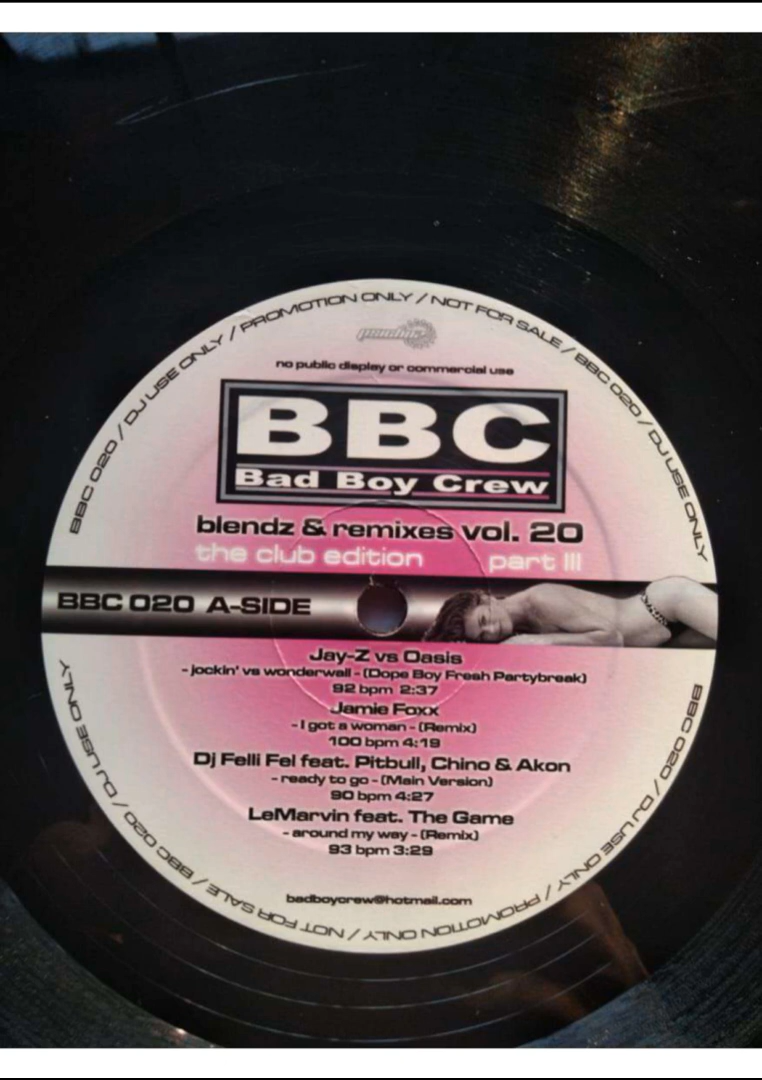 BBC 020 / DJ USE ONLY / PROMOTION ONLY / NOT FOR SALE / BBC 020 / DJ USE ONLY
no public display or commercial use
BBC
Bad Boy Crew
blendz & remixes vol. 20
the club edition part III
BBC 020 A-SIDE
Jay-Z vs Oasis
- jockin' vs wonderwall - (Dope Boy Fresh Partybreak)
92 bpm 2:37
Jamie Foxx
- I got a woman - (Remix)
100 bpm 4:19
Dj Felli Fel feat. Pitbull, Chino & Akon
- ready to go - (Main Version)
90 bpm 4:27
LeMarvin feat. The Game
- around my way - (Remix)
93 bpm 3:29
badboycrew@hotmail.com
BBC 020 / DJ USE ONLY / PROMOTION ONLY / NOT FOR SALE / BBC 020 / DJ USE ONLY